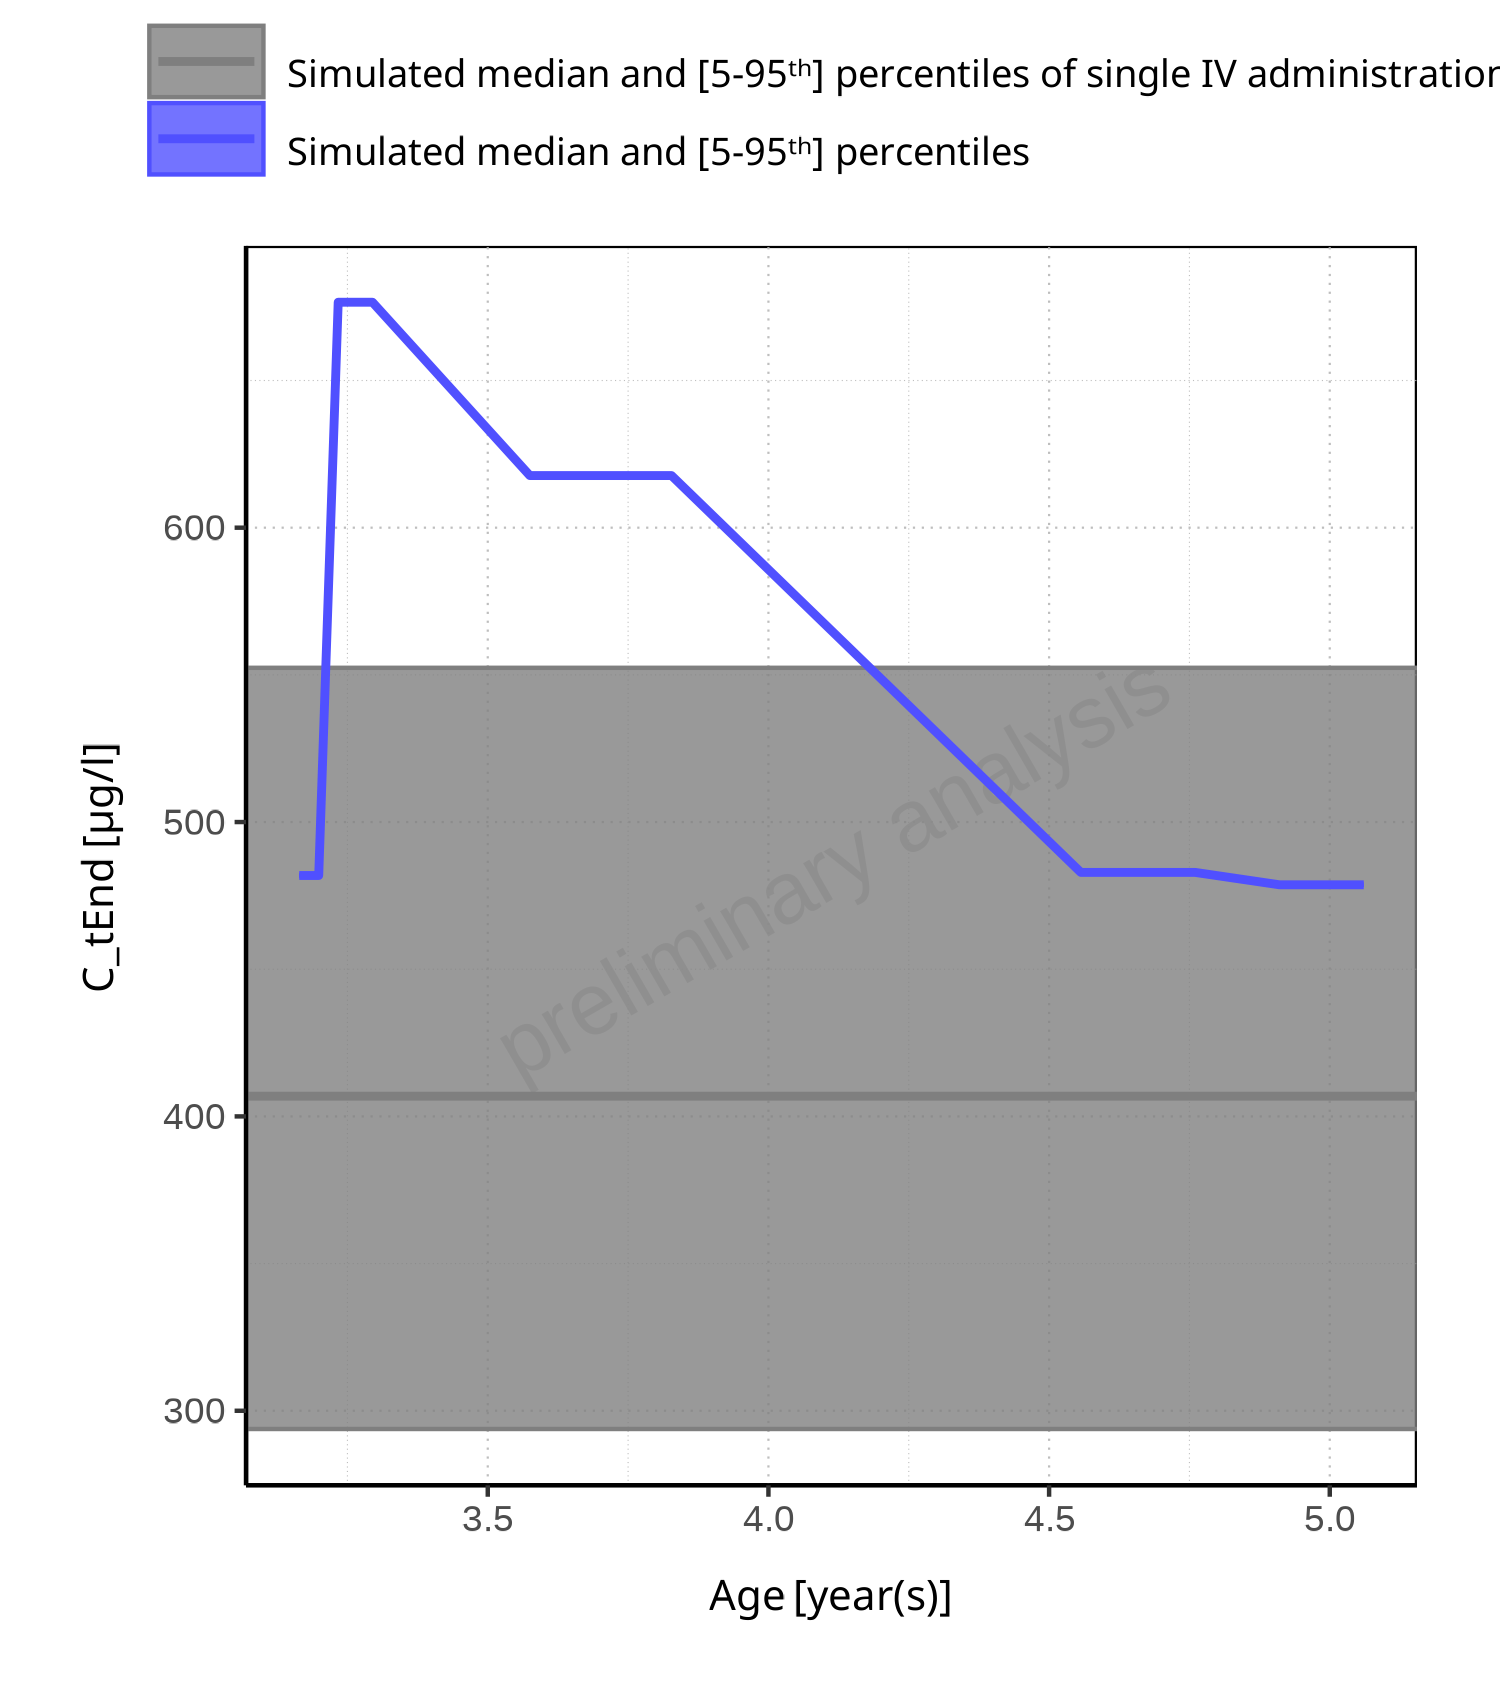 Simulated median and [5-95th] percentiles of single IV administration
Simulated median and [5-95th] percentiles
C_tEnd [µg/l]
600
500
400
300
preliminary analysis
3.5 4.0 4.5 5.0
Age [year(s)]